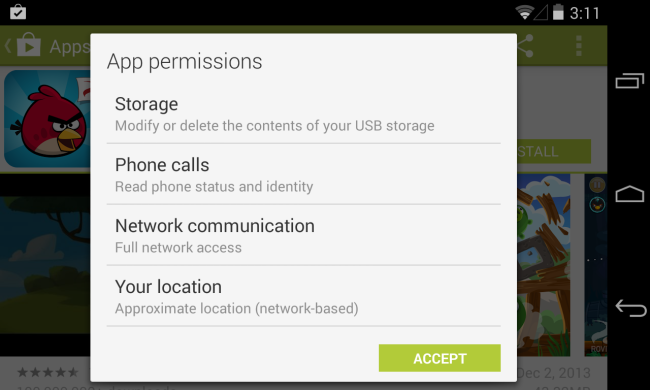 3:11
Apps
App permissions
Storage
Modify or delete the contents of your USB storage
Phone calls
Read phone status and identity
STALL
Network communication
Full network access
Your location
Approximate location (network-based)
ACCEPT
Dec 2, 2013